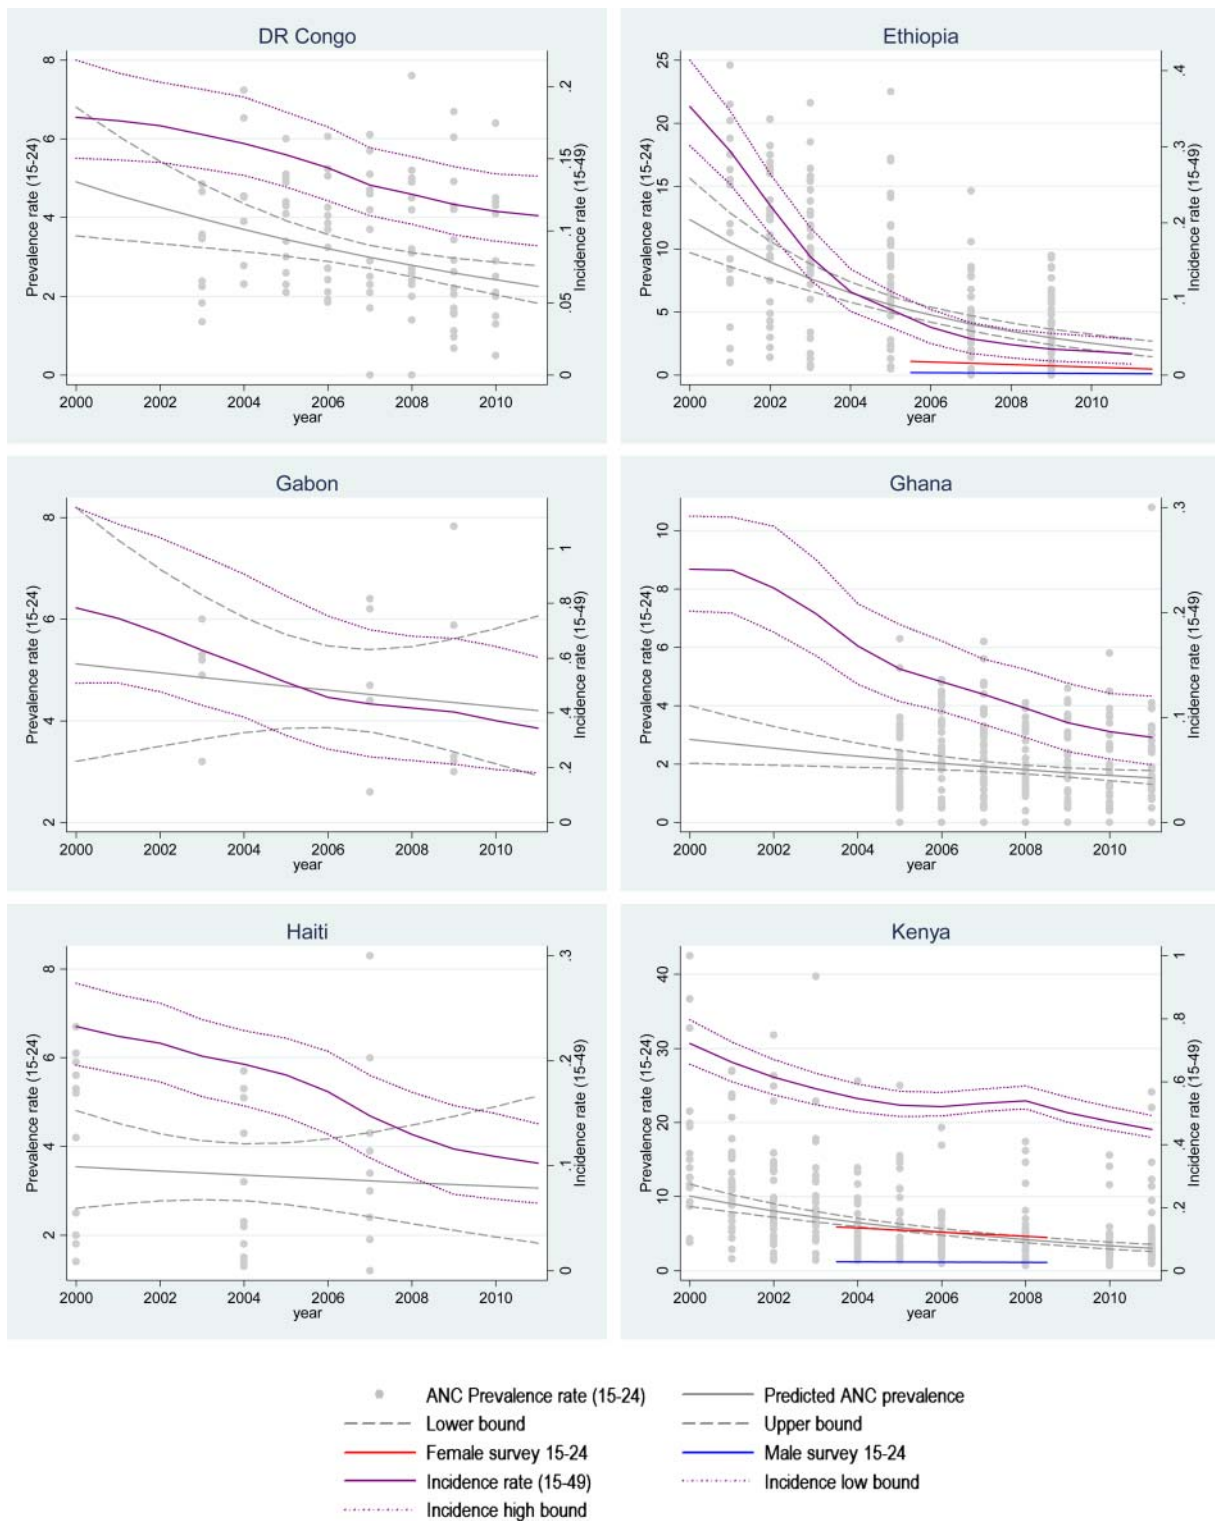 DR Congo
Prevalence rate (15-24)
0 2 4 6 8
Incidence rate (15-49)
0 .05 .1 .15 .2
2000 2002 2004 2006 2008 2010
year
Ethiopia
Prevalence rate (15-24)
0 5 10 15 20 25
Incidence rate (15-49)
0 .1 .2 .3 .4
2000 2002 2004 2006 2008 2010
year
Gabon
Prevalence rate (15-24)
2 4 6 8
Incidence rate (15-49)
0 .2 .4 .6 .8 1
2000 2002 2004 2006 2008 2010
year
Ghana
Prevalence rate (15-24)
0 2 4 6 8 10
Incidence rate (15-49)
0 .1 .2 .3
2000 2002 2004 2006 2008 2010
year
Haiti
Prevalence rate (15-24)
2 4 6 8
Incidence rate (15-49)
0 .1 .2 .3
2000 2002 2004 2006 2008 2010
year
Kenya
Prevalence rate (15-24)
0 10 20 30 40
Incidence rate (15-49)
0 .2 .4 .6 .8 1
2000 2002 2004 2006 2008 2010
year
ANC Prevalence rate (15-24) Predicted ANC prevalence
Lower bound Upper bound
Female survey 15-24 Male survey 15-24
Incidence rate (15-49) Incidence low bound
Incidence high bound